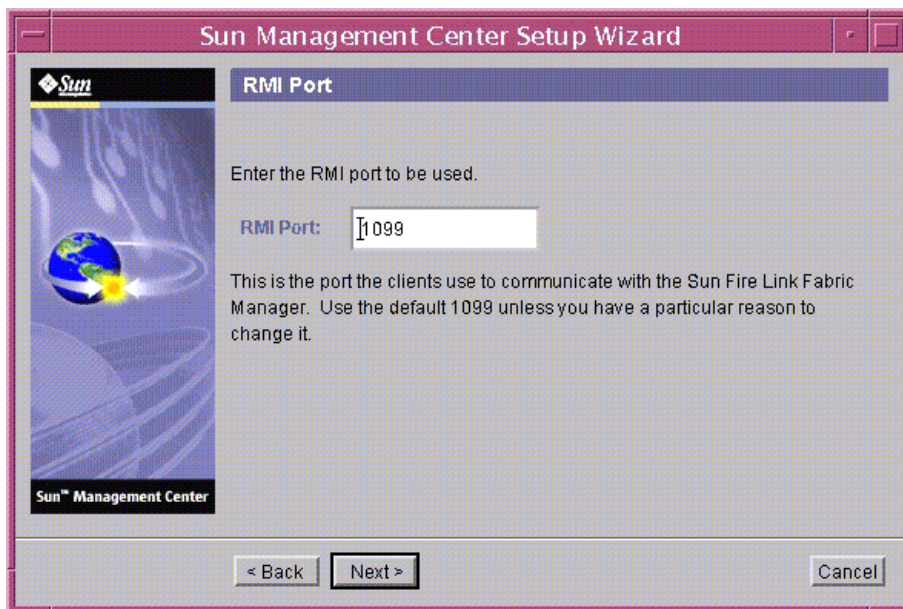 Sun Management Center Setup Wizard
Sun
RMI Port
Enter the RMI port to be used.
RMI Port: 1099
This is the port the clients use to communicate with the Sun Fire Link Fabric
Manager. Use the default 1099 unless you have a particular reason to
change it.
Sun™ Management Center
< Back Next > Cancel